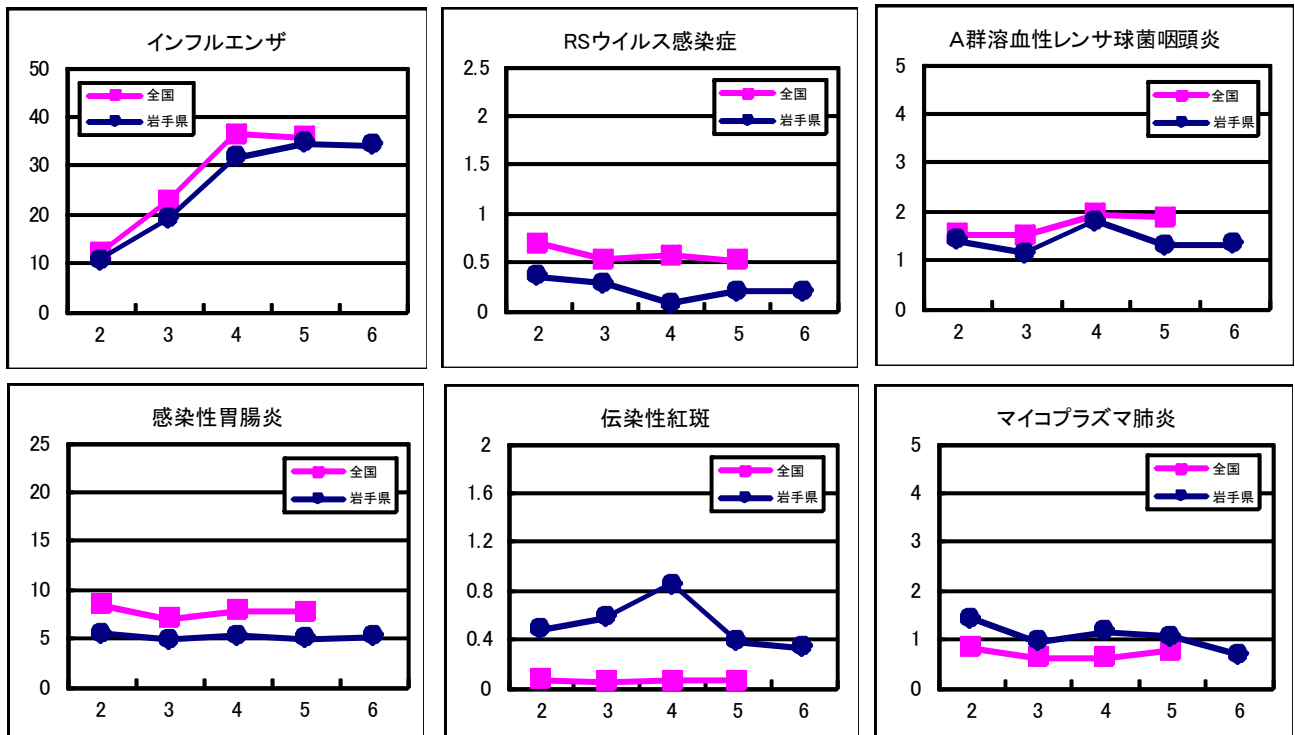 インフルエンザ
50
40
30
20
10
0
全国
岩手県
2 3 4 5 6
RSウイルス感染症
2.5
2
1.5
1
0.5
0
全国
岩手県
2 3 4 5 6
A群溶血性レンサ球菌咽頭炎
5
4
3
2
1
0
全国
岩手県
2 3 4 5 6
感染性胃腸炎
25
20
15
10
5
0
全国
岩手県
2 3 4 5 6
伝染性紅斑
2
1.6
1.2
0.8
0.4
0
全国
岩手県
2 3 4 5 6
マイコプラズマ肺炎
5
4
3
2
1
0
全国
岩手県
2 3 4 5 6